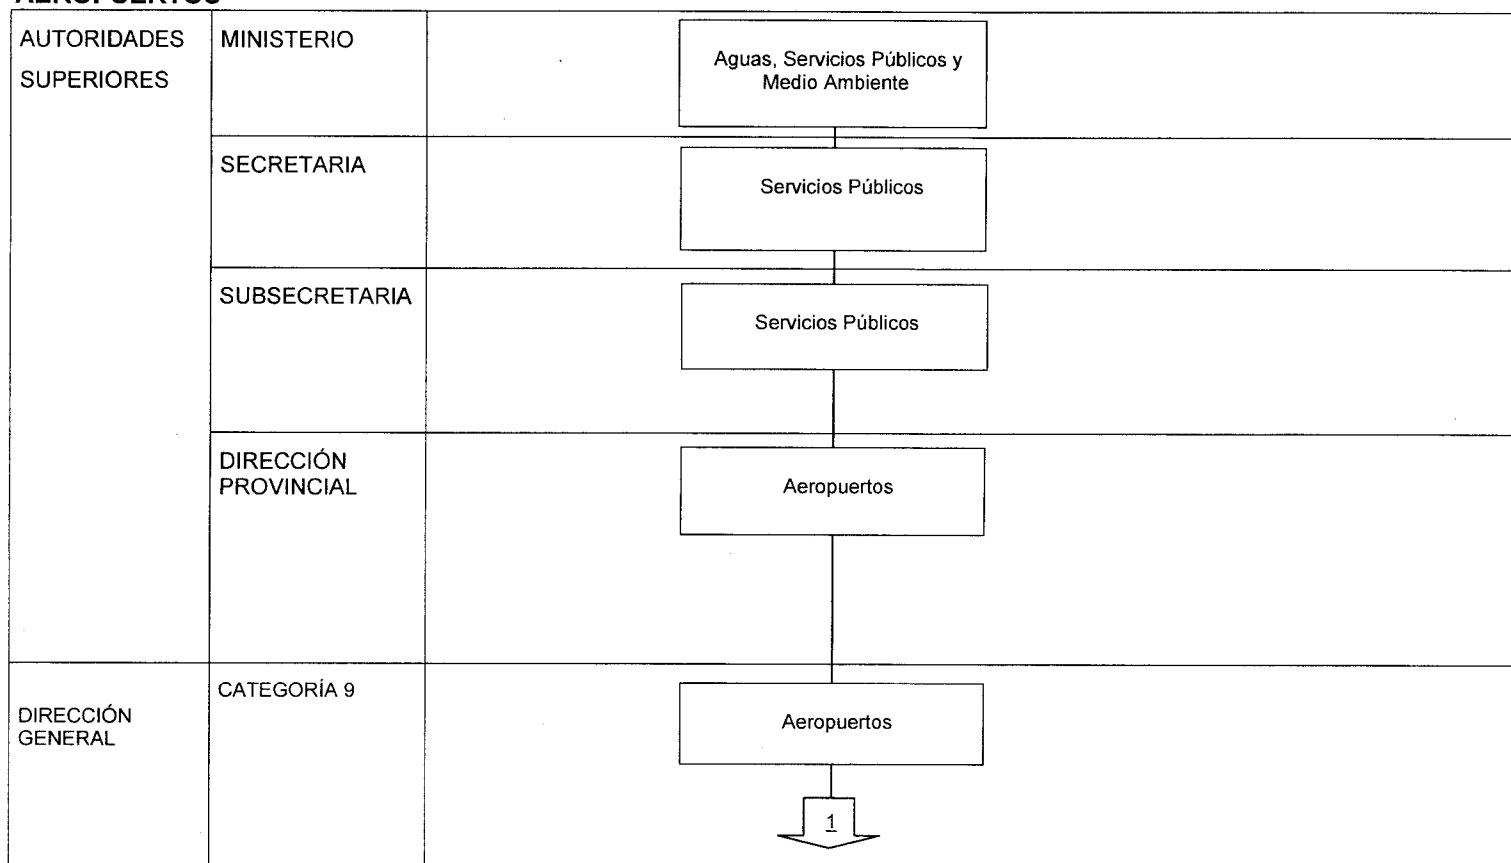 AEROPUERTOS
AUTORIDADES
SUPERIORES
MINISTERIO
Aguas, Servicios Públicos y
Medio Ambiente
SECRETARIA
Servicios Públicos
SUBSECRETARIA
Servicios Públicos
DIRECCIÓN
PROVINCIAL
Aeropuertos
DIRECCIÓN
GENERAL
CATEGORÍA 9
Aeropuertos
1